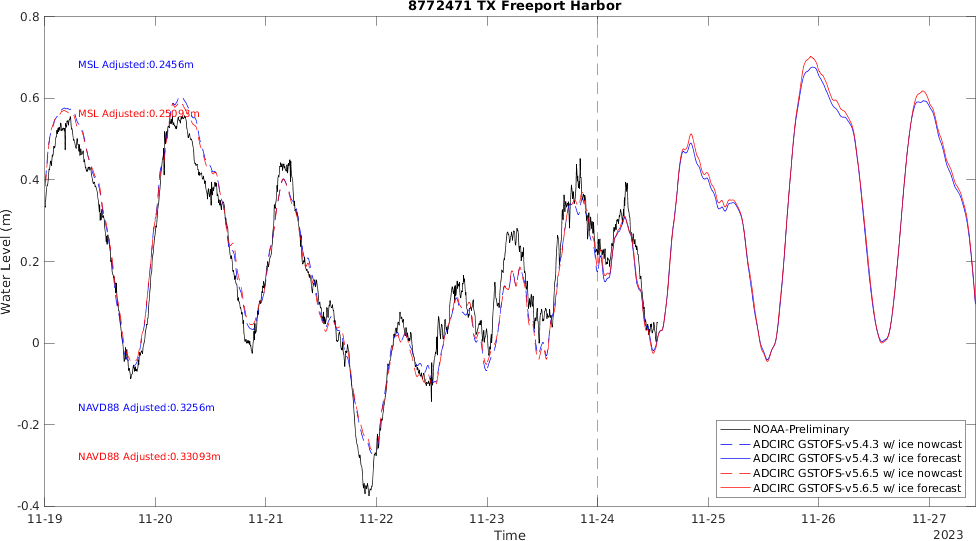 8772471 TX Freeport Harbor
0.8
0.6
0.4
0.2
0
-0.2
-0.4
Water Level (m)
MSL Adjusted:0.2456m
MSL Adjusted:0.25093m
NAVD88 Adjusted:0.3256m
NAVD88 Adjusted:0.33093m
NOAA-Preliminary
ADCIRC GSTOFS-v5.4.3 w/ ice nowcast
ADCIRC GSTOFS-v5.4.3 w/ ice forecast
ADCIRC GSTOFS-v5.6.5 w/ ice nowcast
ADCIRC GSTOFS-v5.6.5 w/ ice forecast
11-19 11-20 11-21 11-22 11-23 11-24 11-25 11-26 11-27
Time
2023